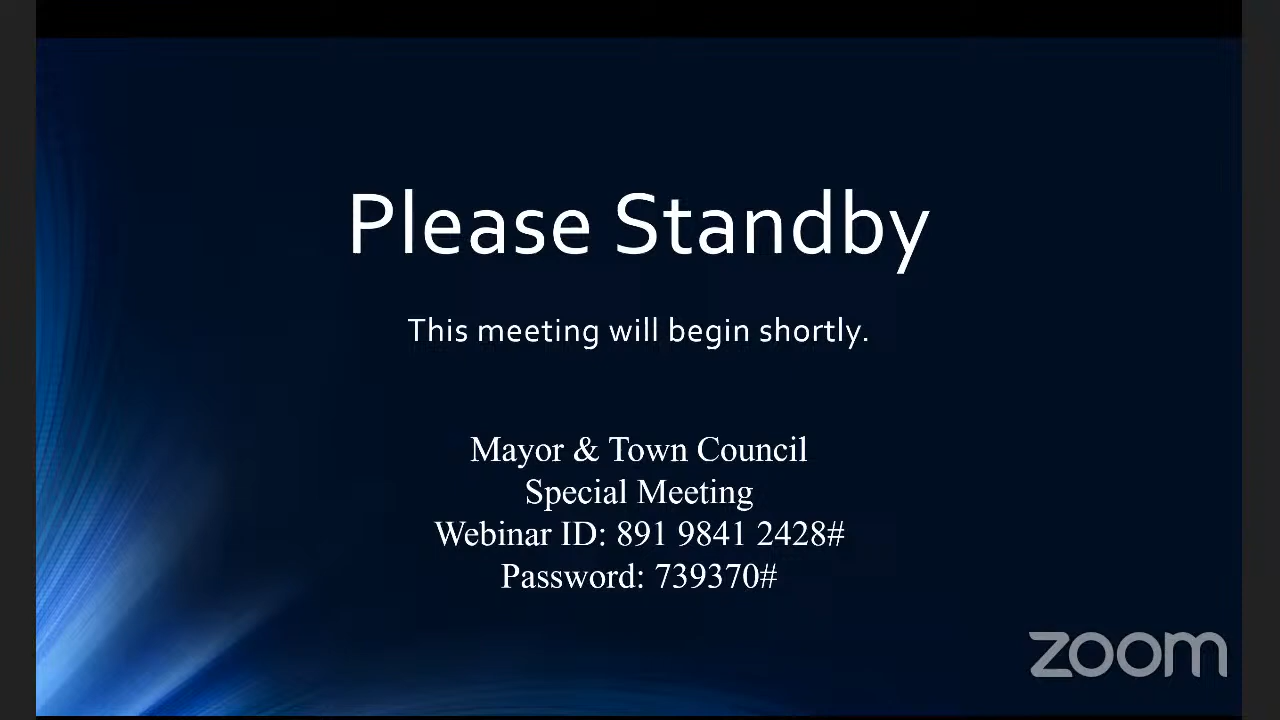 Please Standby
This meeting will begin shortly.
Mayor & Town Council
Special Meeting
Webinar ID: 891 9841 2428#
Password: 739370#
zoom